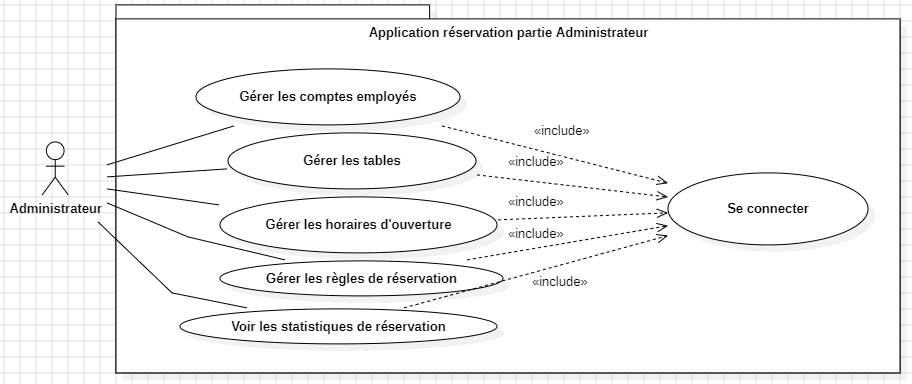 Application réservation partie Administrateur
Gérer les comptes employés
«include»
Gérer les tables
«include»
Administrateur
Se connecter
«include»
Gérer les horaires d'ouverture
«include»
Gérer les règles de réservation
«include»
Voir les statistiques de réservation